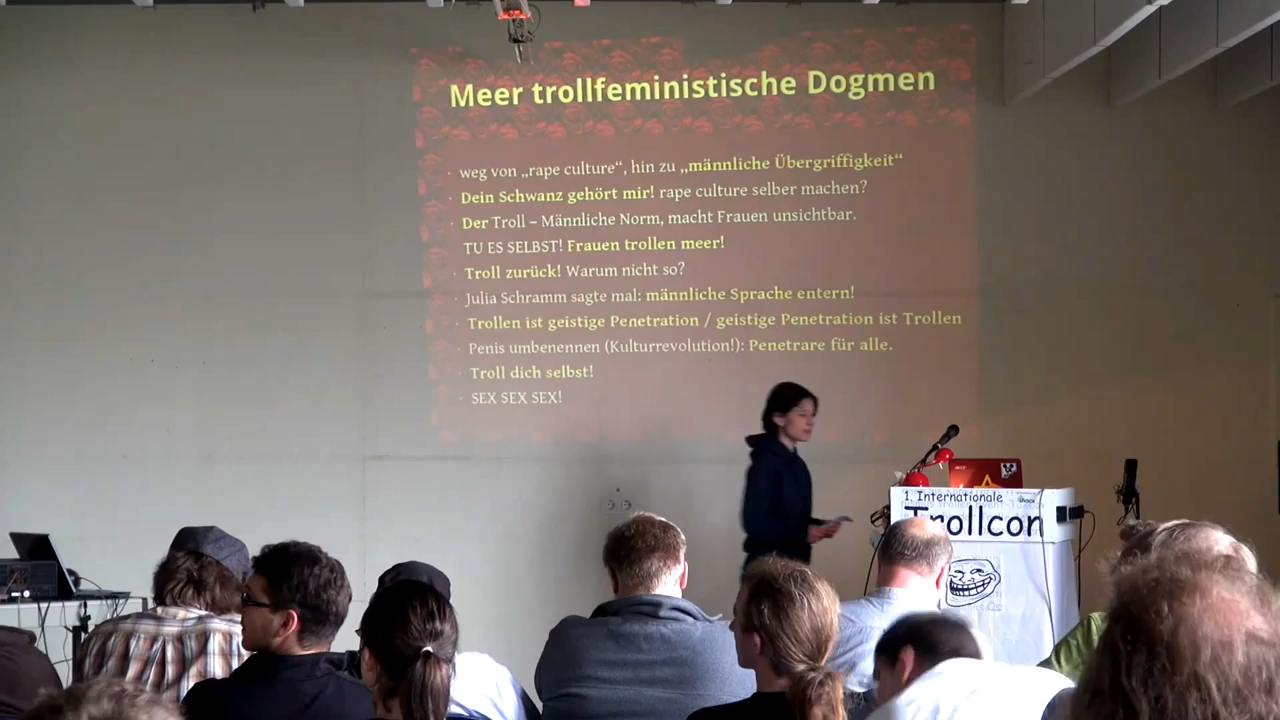 Meer trollfeministische Dogmen
· weg von „rape culture“, hin zu „männliche Übergriffigkeit“
· Dein Schwanz gehört mir! rape culture selber machen?
· Der Troll – Männliche Norm, macht Frauen unsichtbar.
TU ES SELBST! Frauen trollen meer!
· Troll zurück! Warum nicht so?
· Julia Schramm sagte mal: männliche Sprache entern!
· Trollen ist geistige Penetration / geistige Penetration ist Trollen
· Penis umbenennen (Kulturrevolution!): Penetrare für alle.
· Troll dich selbst!
· SEX SEX SEX!
acer
1. Internationale
Trollcon